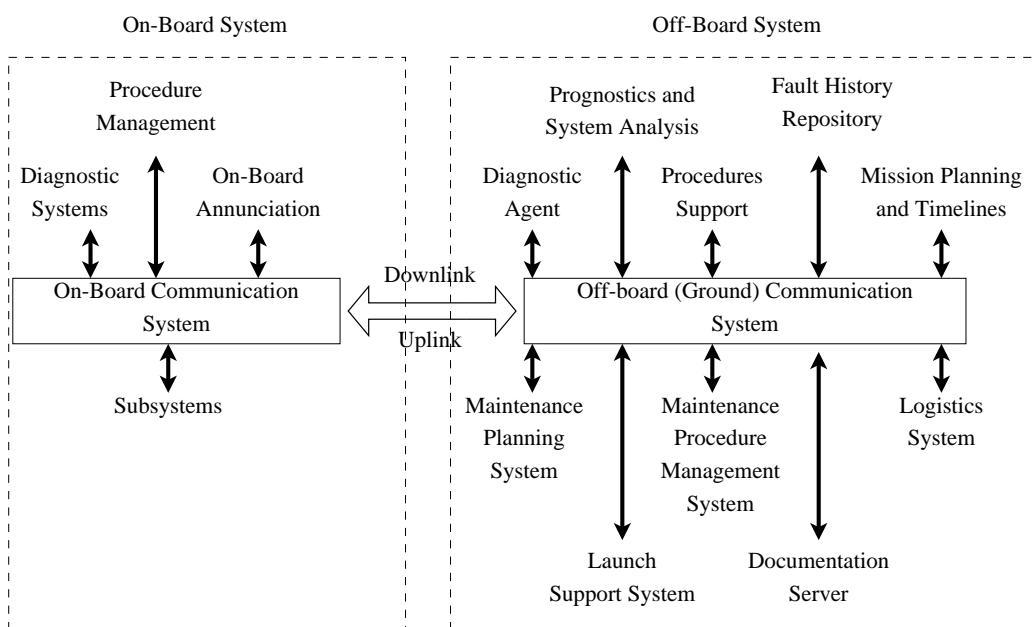 On-Board System
Procedure
Management
Diagnostic
Systems
On-Board
Annunciation
On-Board Communication
System
Subsystems
Downlink
Uplink
Off-Board System
Prognostics and
System Analysis
Fault History
Repository
Diagnostic
Agent
Procedures
Support
Mission Planning
and Timelines
Off-board (Ground) Communication
System
Maintenance
Planning
System
Maintenance
Procedure
Management
System
Logistics
System
Launch
Support System
Documentation
Server